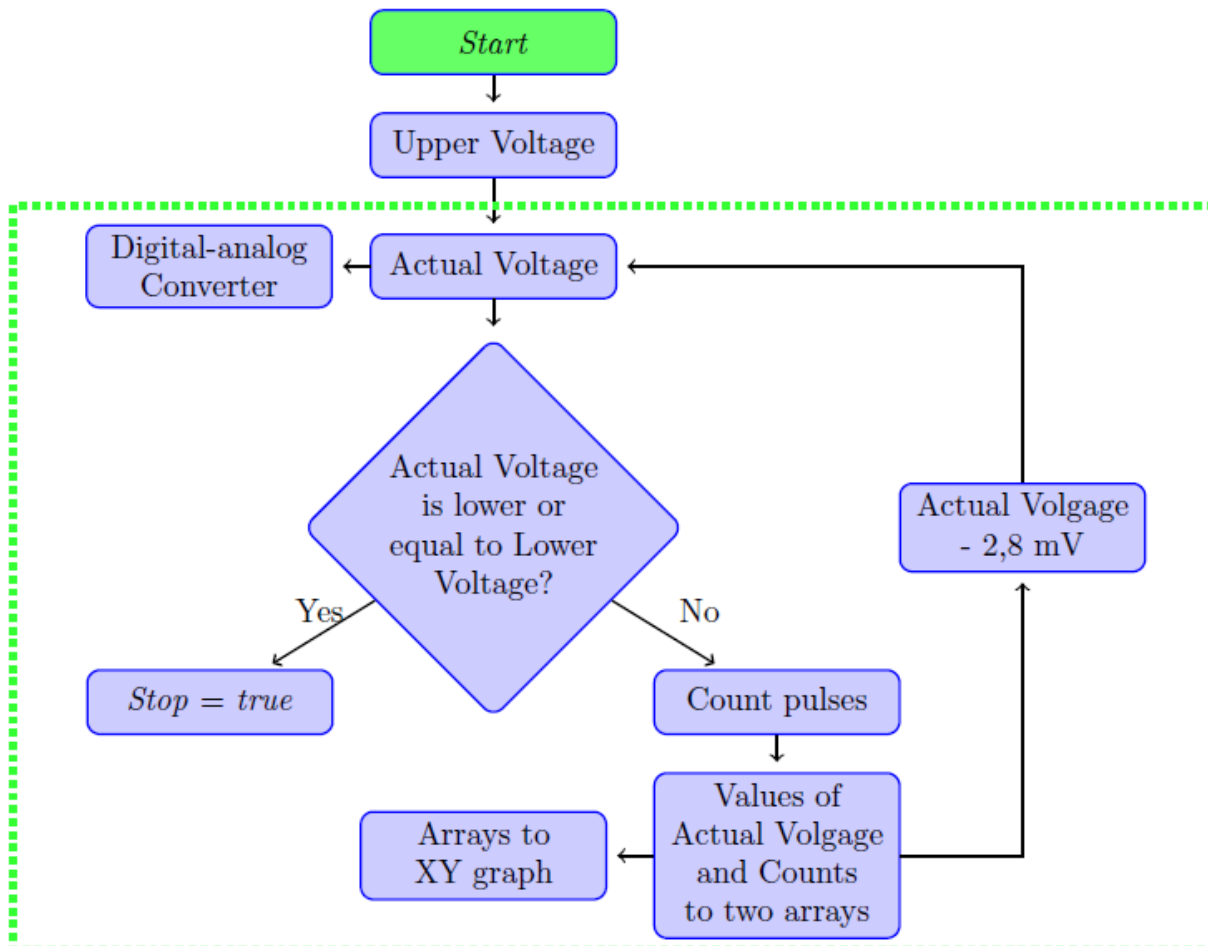 Start
Upper Voltage
Digital-analog
Converter
Actual Voltage
Actual Voltage
is lower or
equal to Lower
Voltage?
Actual Volgage
- 2,8 mV
Yes
No
Stop = true
Count pulses
Arrays to
XY graph
Values of
Actual Volgage
and Counts
to two arrays